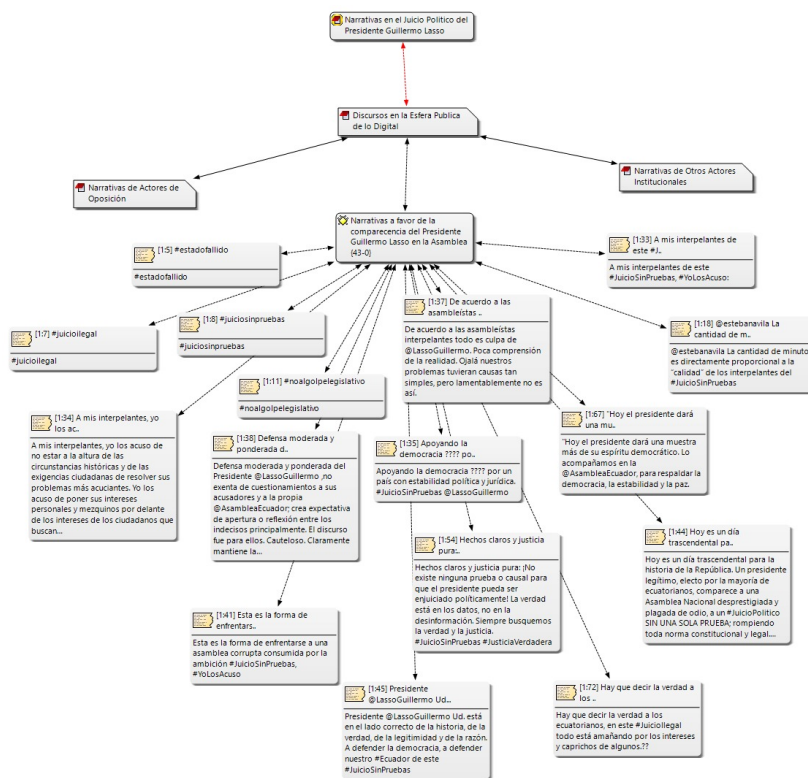 Narrativas en el Juicio Político del
Presidente Guillermo Lasso
Discursos en la Esfera Publica
de lo Digital
Narrativas de Actores de
Oposición
Narrativas de Otros Actores
Institucionales
Narrativas a favor de la
comparecencia del Presidente
Guillermo Lasso en la Asamblea
{43-0}
[1:5] #estadofallido
#estadofallido
[1:33] A mis interpelantes de
este #J..
A mis interpelantes de este
#JuicioSinPruebas, #YoLosAcuso:
[1:7] #juicioilegal
#juicioilegal
[1:8] #juiciosinpruebas
#juiciosinpruebas
[1:37] De acuerdo a las
asambleístas ..
De acuerdo a las asambleístas
interpelantes todo es culpa de
@LassoGuillermo. Poca comprensión
de la realidad. Ojalá nuestros
problemas tuvieran causas tan
simples, pero lamentablemente no es
así.
[1:18] @estebanavila La cantidad
de m..
@estebanavila La cantidad de minutos
es directamente proporcional a la
"calidad" de los interpelantes del
#JuicioSinPruebas
[1:11] #noalgolpelegislativo
#noalgolpelegislativo
[1:34] A mis interpelantes, yo
los ac..
A mis interpelantes, yo los acuso de
no estar a la altura de las
circunstancias históricas y de las
exigencias ciudadanas de resolver sus
problemas más acuciantes. Yo los
acuso de poner sus intereses
personales y mezquinos por delante
de los intereses de los ciudadanos que
buscan...
[1:38] Defensa moderada y
ponderada d..
Defensa moderada y ponderada del
Presidente @LassoGuillermo ,no
exenta de cuestionamientos a sus
acusadores y a la propia
@AsambleaEcuador; crea expectativa
de apertura o reflexión entre los
indecisos principalmente. El discurso
fue para ellos. Cauteloso. Claramente
mantiene la...
[1:35] Apoyando la
democracia ???? po..
Apoyando la democracia ???? por un
país con estabilidad política y jurídica.
#JuicioSinPruebas @LassoGuillermo
[1:67] "Hoy el presidente dará
una mu..
"Hoy el presidente dará una muestra
más de su espíritu democrático. Lo
acompañamos en la
@AsambleaEcuador, para respaldar la
democracia, la estabilidad y la paz.
[1:54] Hechos claros y justicia
pura:..
Hechos claros y justicia pura: ¡No
existe ninguna prueba o causal para
que el presidente pueda ser
enjuiciado políticamente! La verdad
está en los datos, no en la
desinformación. Siempre busquemos
la verdad y la justicia.
#JuicioSinPruebas #JusticiaVerdadera
[1:44] Hoy es un día
trascendental pa..
Hoy es un día trascendental para la
historia de la República. Un presidente
legítimo, electo por la mayoría de
ecuatorianos, comparece a una
Asamblea Nacional desprestigiada y
plagada de odio, a un #JuicioPolitico
SIN UNA SOLA PRUEBA; rompiendo
toda norma constitucional y legal....
[1:41] Esta es la forma de
enfrentars..
Esta es la forma de enfrentarse a una
asamblea corrupta consumida por la
ambición #JuicioSinPruebas,
#YoLosAcuso
[1:45] Presidente
@LassoGuillermo Ud...
Presidente @LassoGuillermo Ud. está
en el lado correcto de la historia, de la
verdad, de la legitimidad y de la razón.
A defender la democracia, a defender
nuestro #Ecuador de este
#JuicioSinPruebas
[1:72] Hay que decir la verdad a
los ..
Hay que decir la verdad a los
ecuatorianos, en este #JuicioIlegal
todo está amañando por los intereses
y caprichos de algunos.??